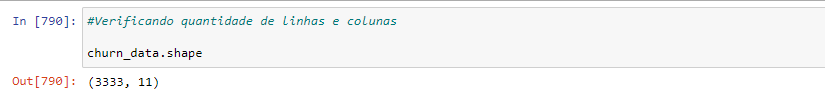 In [790]: #Verificando quantidade de linhas e colunas
churn_data.shape
Out[790]: (3333, 11)